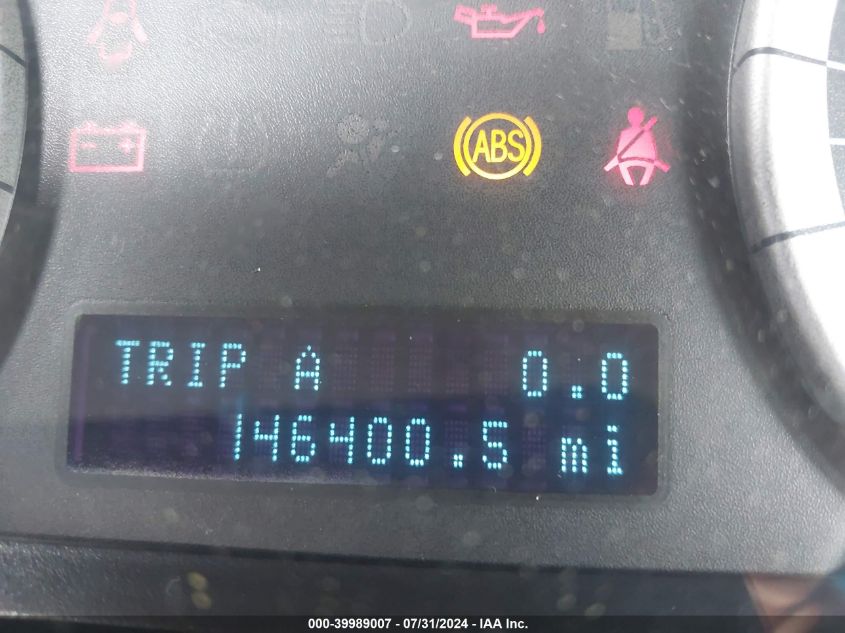 ABS
TRIP A 0.0
146400.5 mi
000-39989007 - 07/31/2024 - IAA Inc.